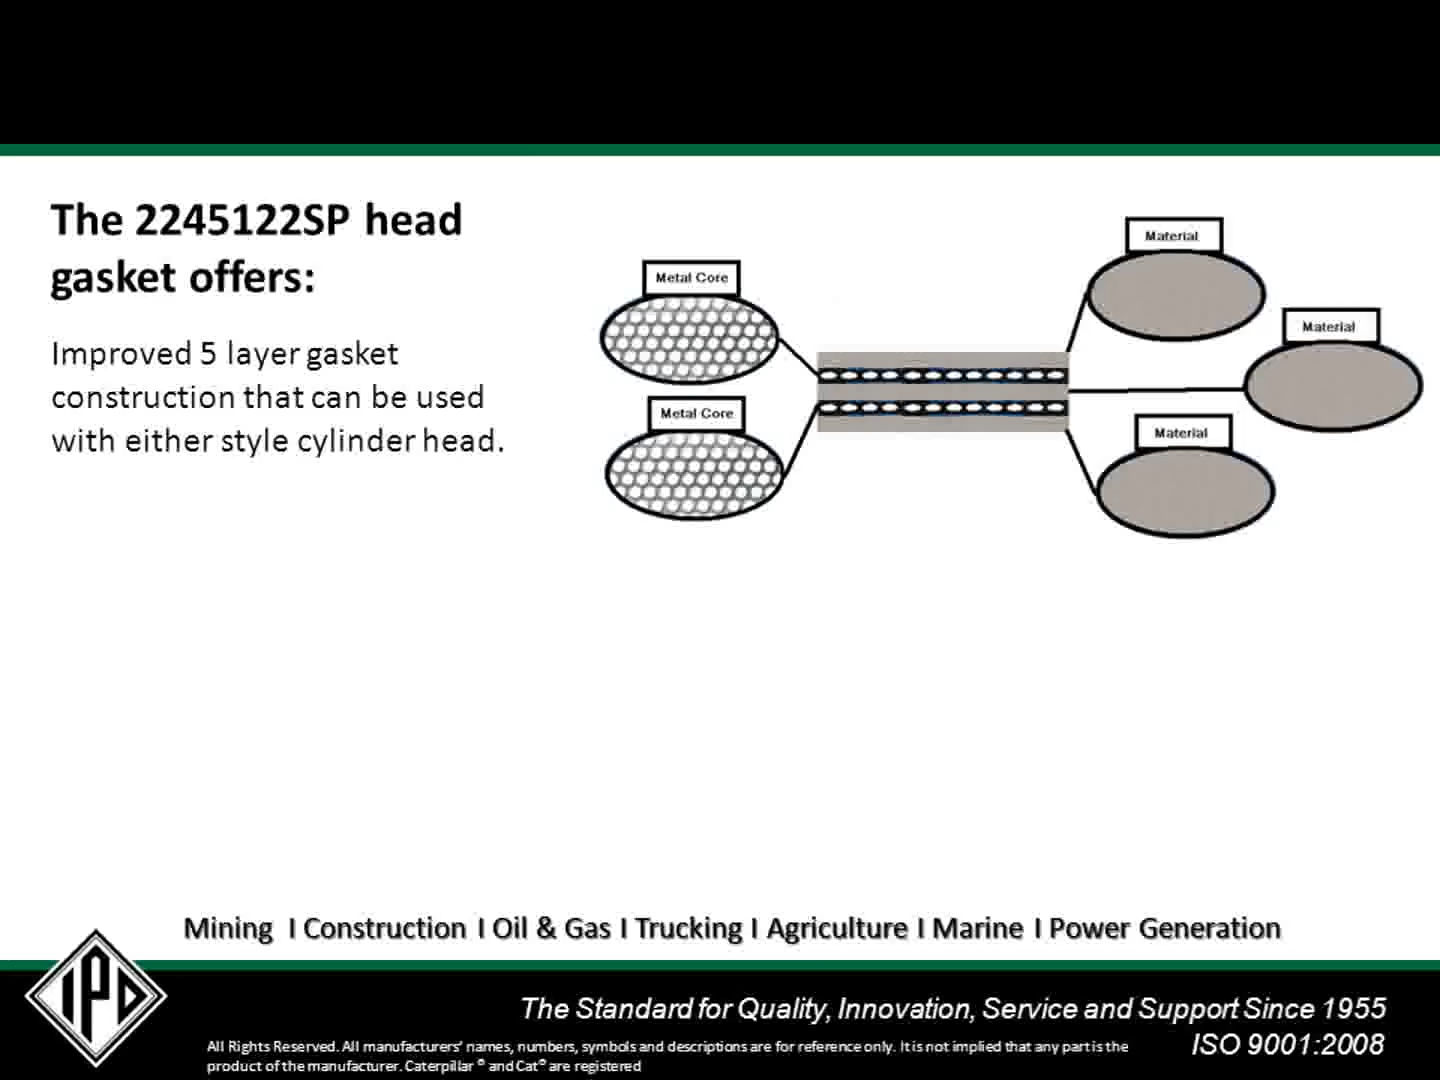 The 2245122SP head
gasket offers:
Improved 5 layer gasket
construction that can be used
with either style cylinder head.
Metal Core
Metal Core
Material
Material
Material
Mining I Construction I Oil & Gas I Trucking I Agriculture I Marine I Power Generation
IPD
The Standard for Quality, Innovation, Service and Support Since 1955
ISO 9001:2008
All Rights Reserved. All manufacturers' names, numbers, symbols and descriptions are for reference only. It is not implied that any part is the
product of the manufacturer. Caterpillar ® and Cat® are registered